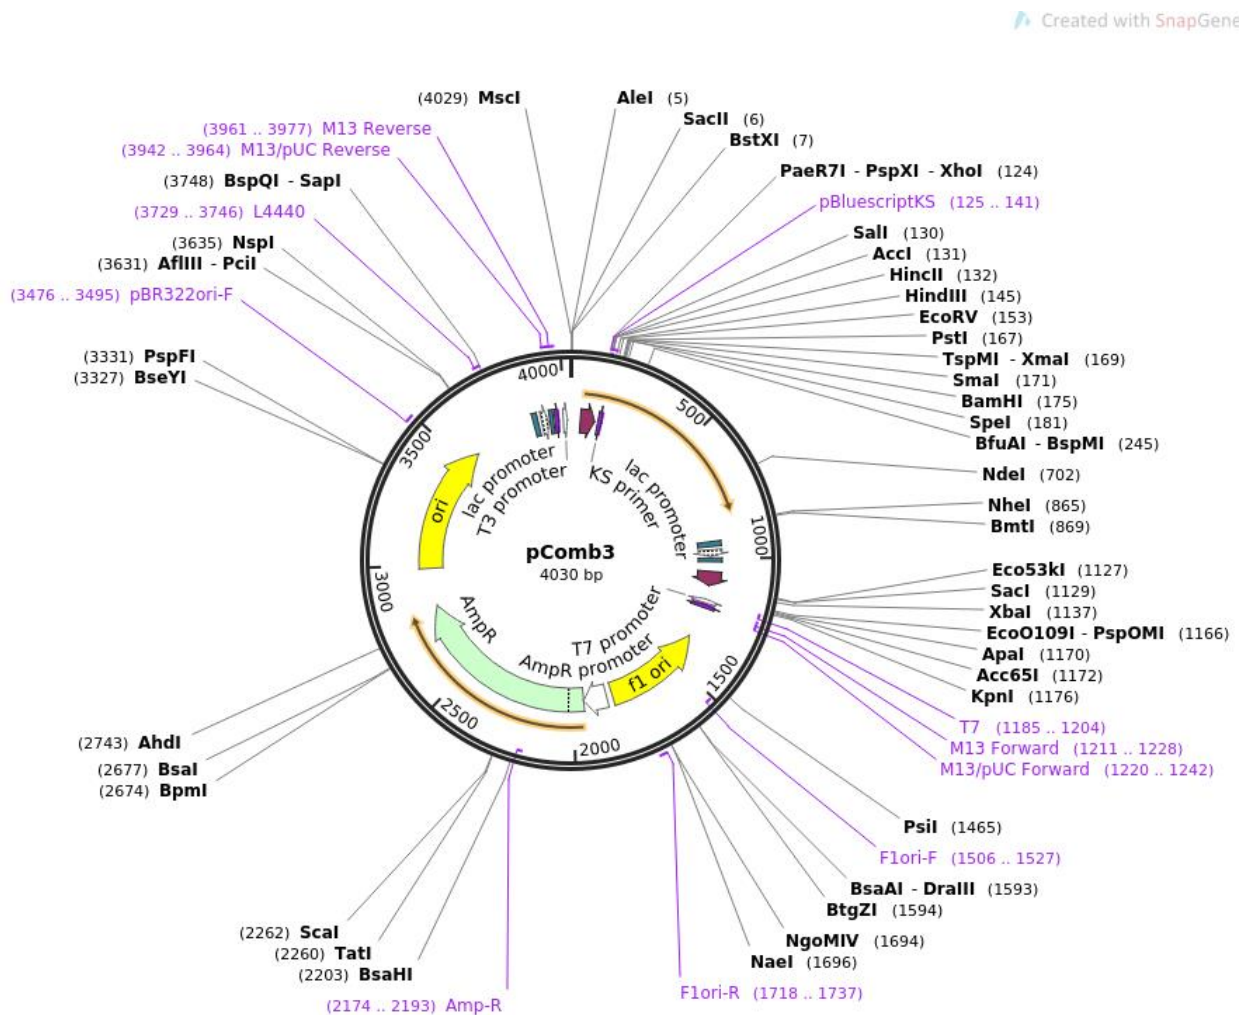 Created with SnapGene
(4029) MscI
AleI (5)
SacII (6)
BstXI (7)
(3961 .. 3977) M13 Reverse
(3942 .. 3964) M13/pUC Reverse
PaeR7I - PspXI - XhoI (124)
(3748) BspQI - SapI
pBluescriptKS (125 .. 141)
(3729 .. 3746) L4440
SalI (130)
(3635) NspI
AccI (131)
(3631) AflIII - PciI
HincII (132)
(3476 .. 3495) pBR322ori-F
HindIII (145)
EcoRV (153)
PstI (167)
(3331) PspFI
TspMI - XmaI (169)
(3327) BseYI
SmaI (171)
BamHI (175)
SpeI (181)
BfuAI - BspMI (245)
NdeI (702)
NheI (865)
BmtI (869)
Eco53kI (1127)
SacI (1129)
XbaI (1137)
EcoO109I - PspOMI (1166)
ApaI (1170)
Acc65I (1172)
KpnI (1176)
T7 (1185 .. 1204)
M13 Forward (1211 .. 1228)
M13/pUC Forward (1220 .. 1242)
PsiI (1465)
F1ori-F (1506 .. 1527)
BsaAI - DraIII (1593)
BtgZI (1594)
NgoMIV (1694)
NaeI (1696)
F1ori-R (1718 .. 1737)
(2743) AhdI
(2677) BsaI
(2674) BpmI
(2262) ScaI
(2260) TatI
(2203) BsaHI
(2174 .. 2193) Amp-R
4000
500
1000
1500
2000
2500
3000
3500
lac promoter
T3 promoter
KS primer
lac promoter
ori
pComb3
4030 bp
AmpR
T7 promoter
AmpR promoter
f1 ori